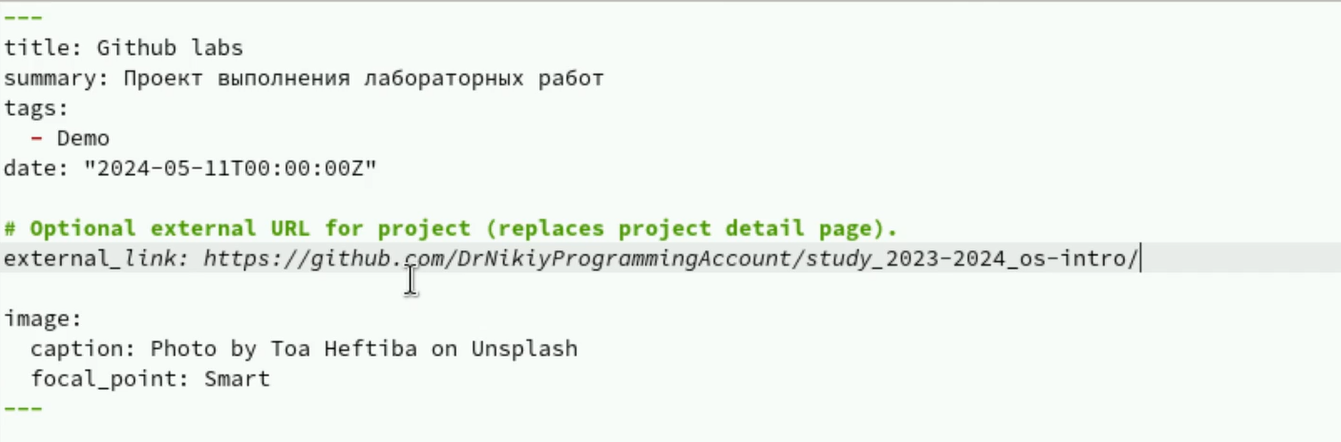 ---
title: Github labs
summary: Проект выполнения лабораторных работ
tags:
  - Demo
date: "2024-05-11T00:00:00Z"

# Optional external URL for project (replaces project detail page).
external_link: https://github.com/DrNikiyProgrammingAccount/study_2023-2024_os-intro/

image:
  caption: Photo by Toa Heftiba on Unsplash
  focal_point: Smart
---